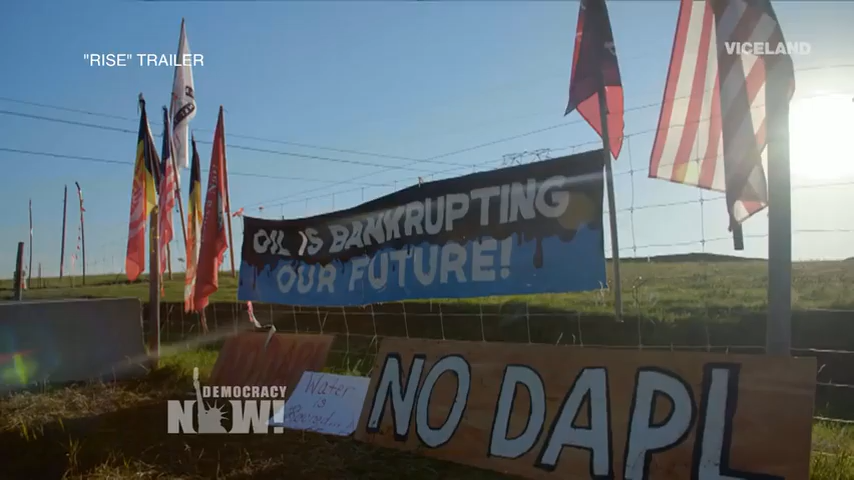 "RISE" TRAILER
VICELAND
OIL IS BANKRUPTING
OUR FUTURE!
NO DAPL
Water
is
DEMOCRACY
NOW!